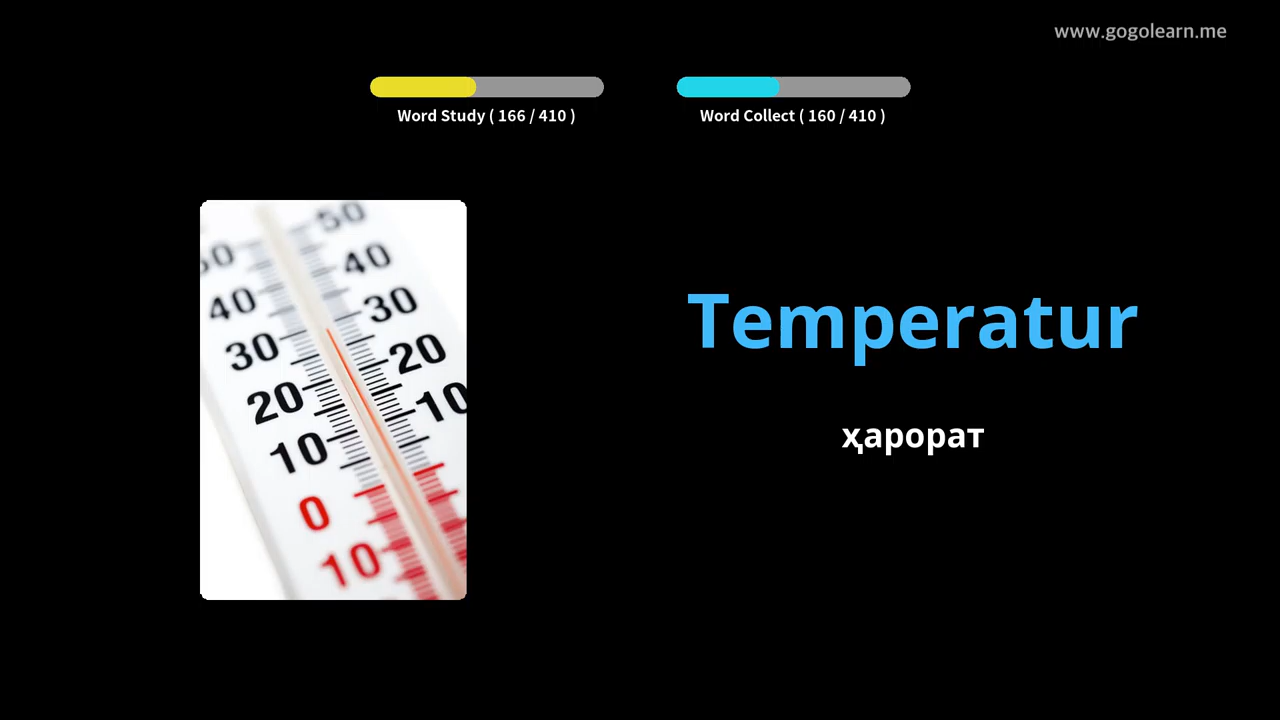 www.gogolearn.me
Word Study ( 166 / 410 )
Word Collect ( 160 / 410 )
50
50
40
40
30
30
20
20
10
10
0
10
Temperatur
ҳарорат